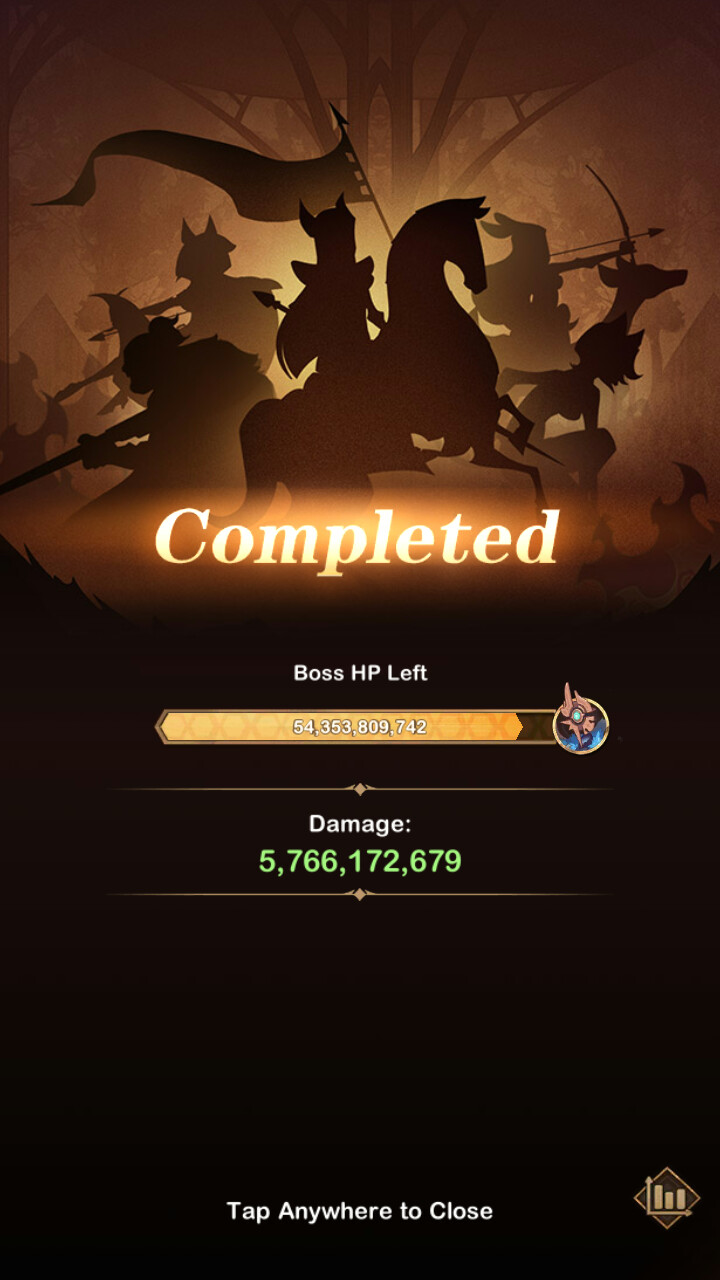 Completed
Boss HP Left
54,353,809,742
Damage:
5,766,172,679
Tap Anywhere to Close